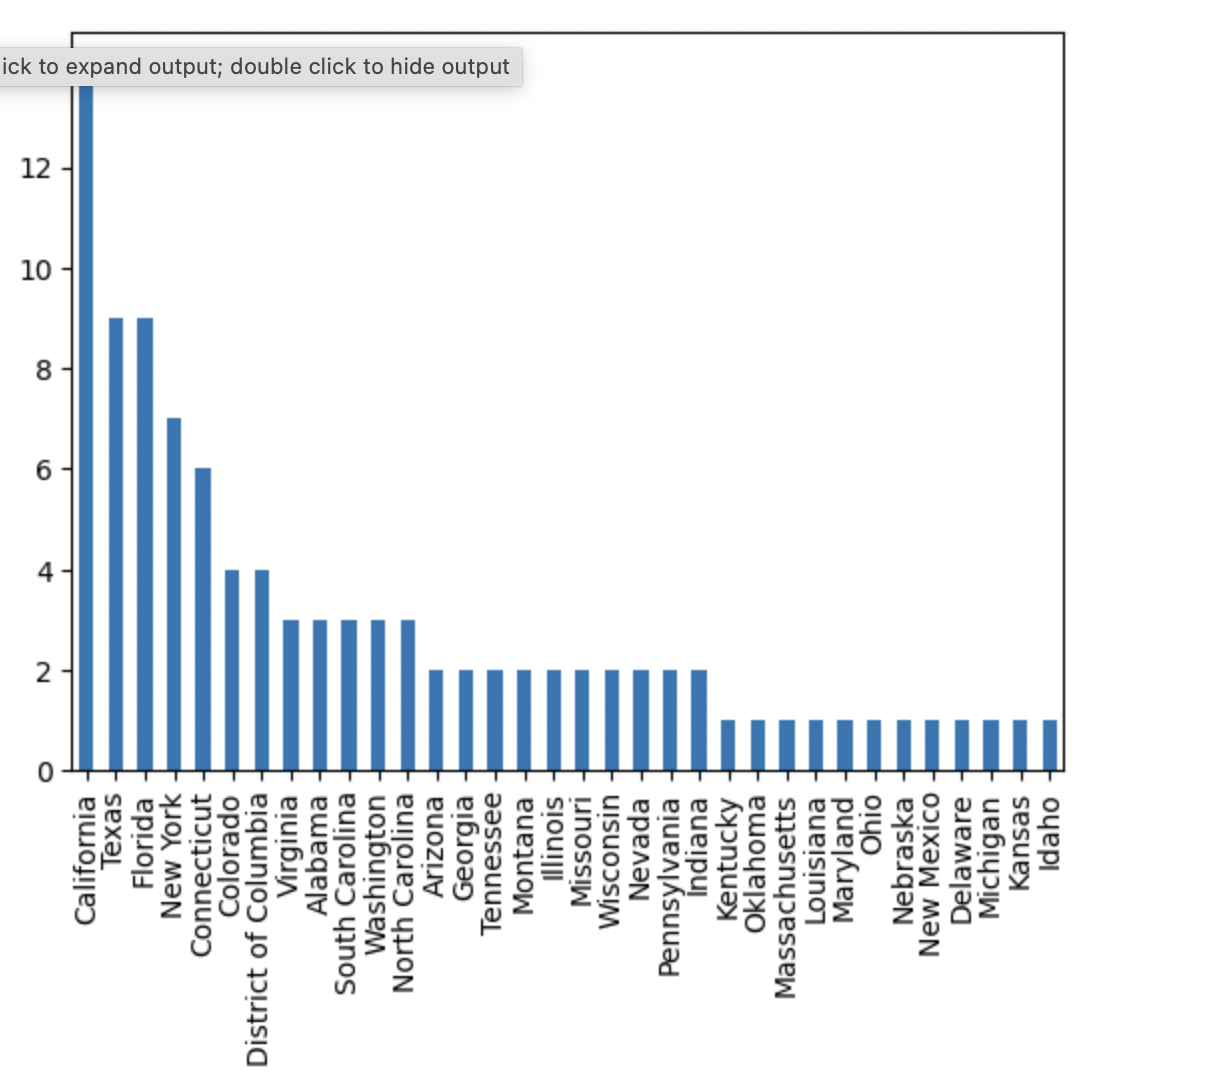 ick to expand output; double click to hide output
12
10
8
6
4
2
0
California
Texas
Florida
New York
Connecticut
Colorado
District of Columbia
Virginia
Alabama
South Carolina
Washington
North Carolina
Arizona
Georgia
Tennessee
Montana
Illinois
Missouri
Wisconsin
Nevada
Pennsylvania
Indiana
Kentucky
Oklahoma
Massachusetts
Louisiana
Maryland
Ohio
Nebraska
New Mexico
Delaware
Michigan
Kansas
Idaho